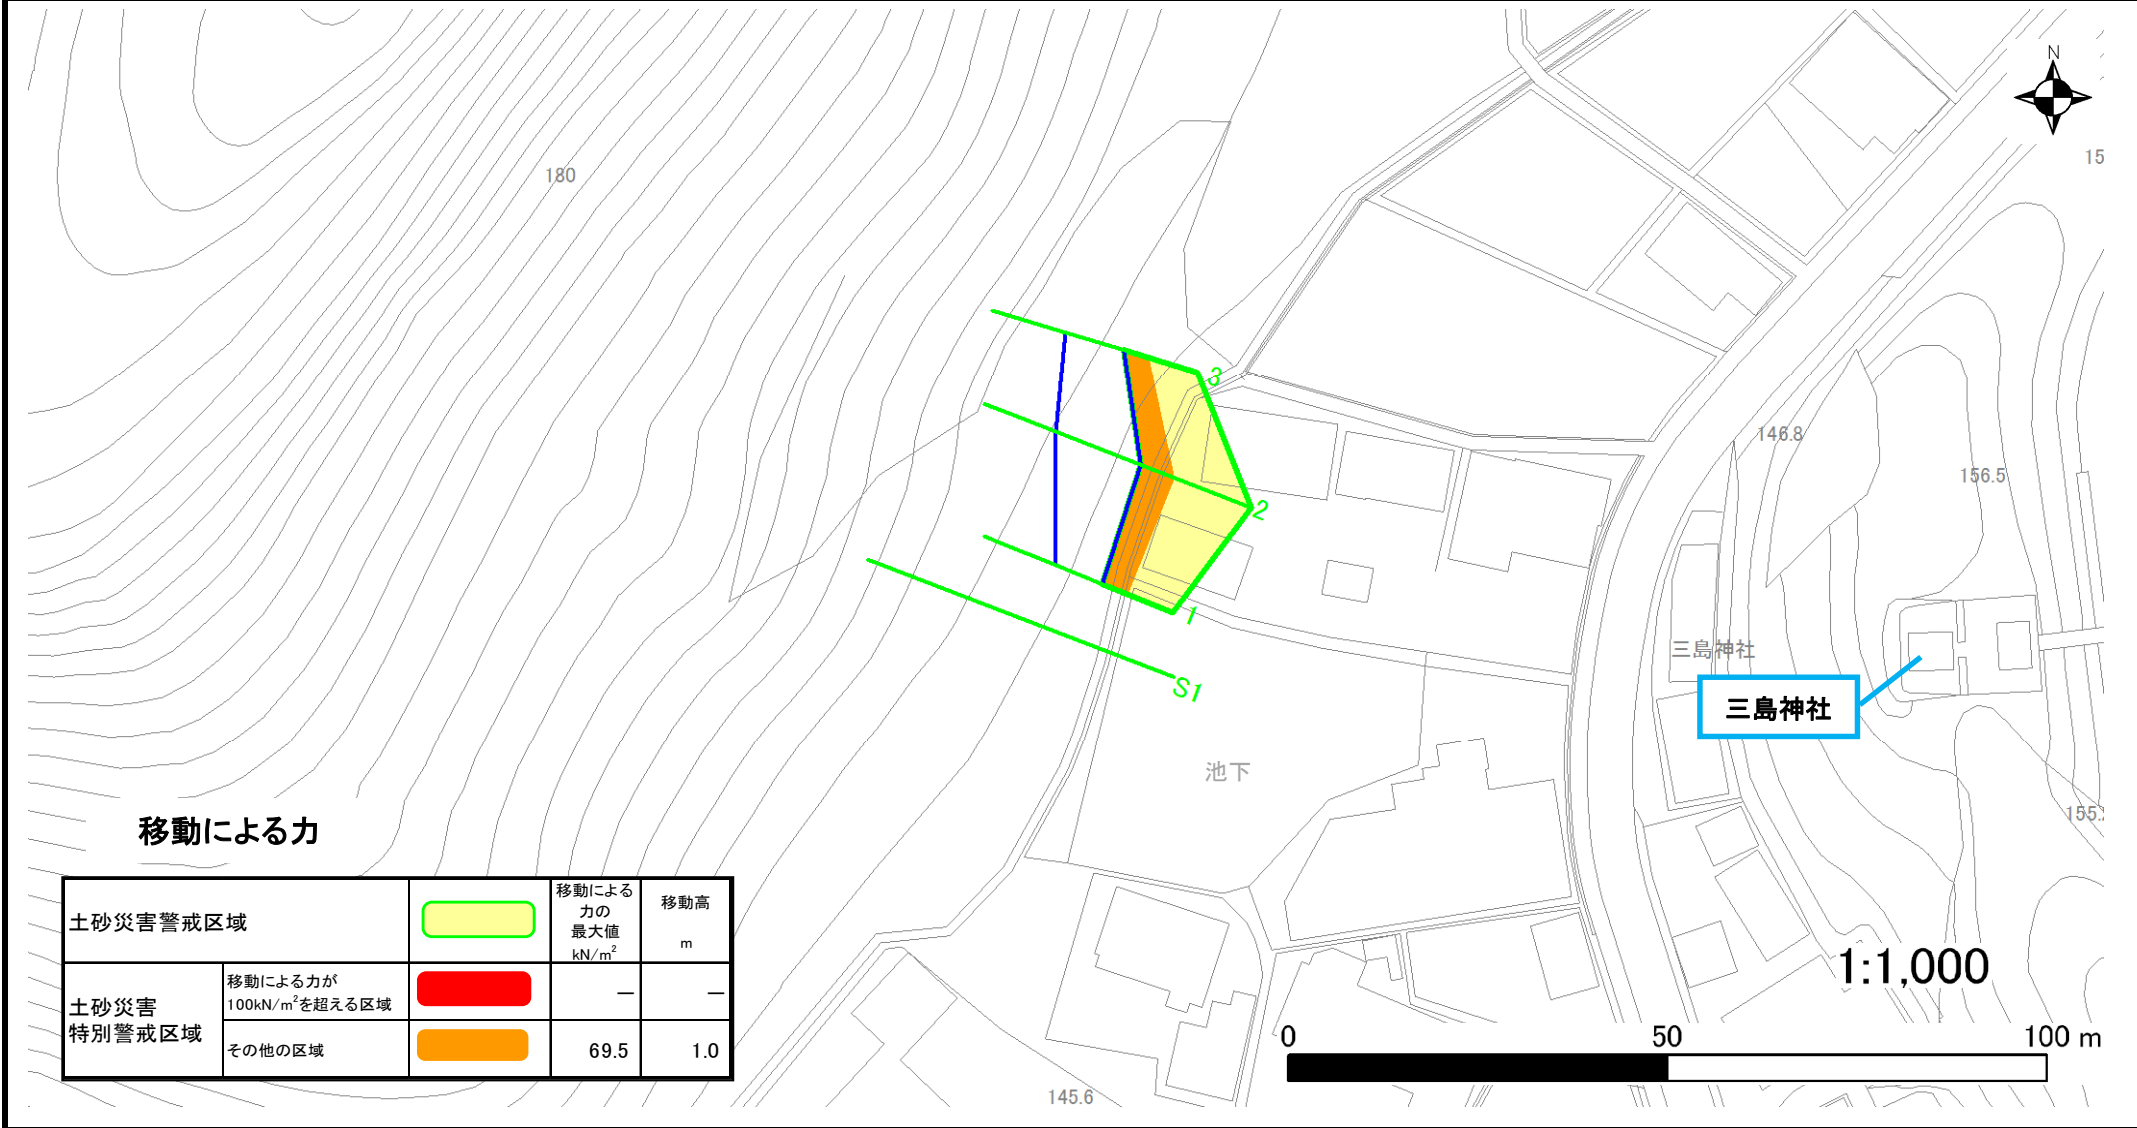 N
15
180
3
146.8
156.5
2
1
三島神社
S1
三島神社
池下
155.
移動による力
土砂災害警戒区域
移動による
力の
最大値
kN/m²
移動高
m
土砂災害
特別警戒区域
移動による力が
100kN/m²を超える区域
—
—
その他の区域
69.5
1.0
1:1,000
0
50
100 m
145.6